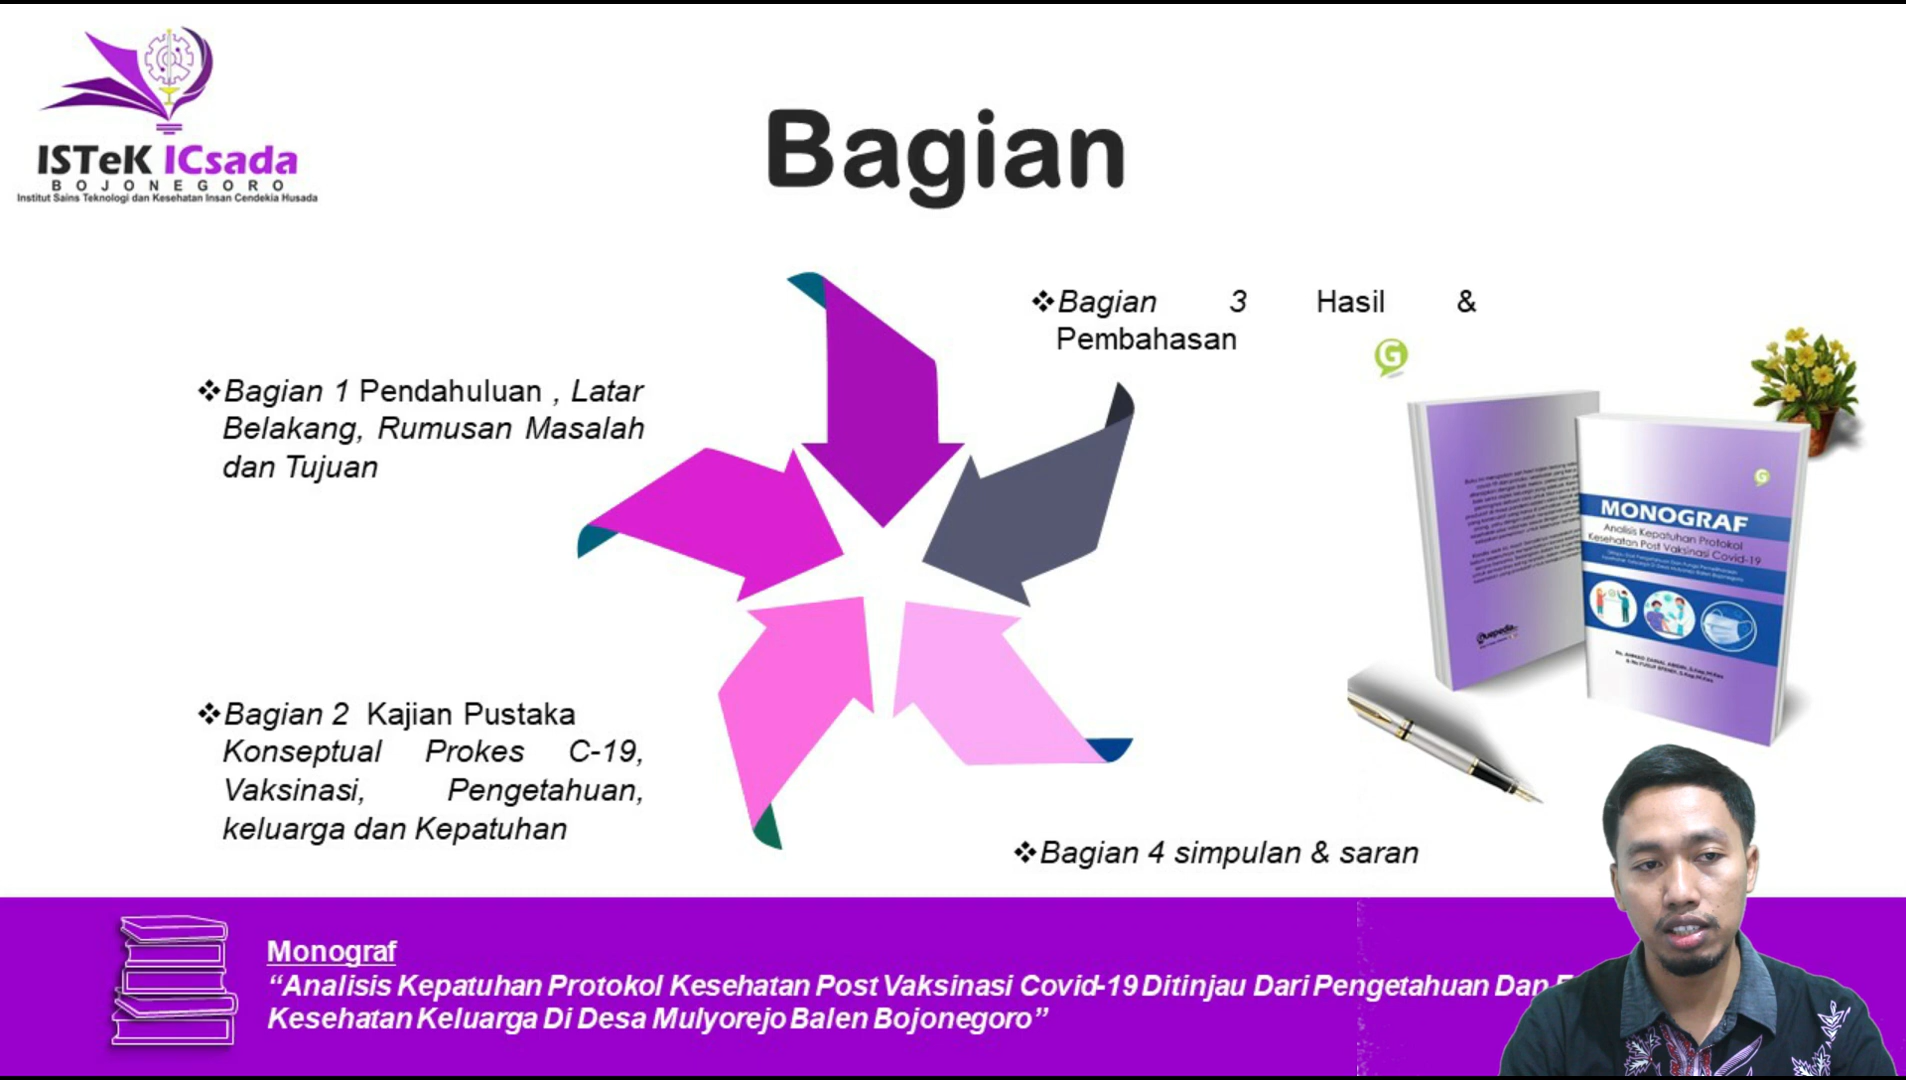 ISTeK ICsada
BOJONEGORO
Institut Sains Teknologi dan Kesehatan Insan Cendekia Husada
Bagian
❖Bagian 1 Pendahuluan , Latar
Belakang, Rumusan Masalah
dan Tujuan
❖Bagian 2 Kajian Pustaka
Konseptual Prokes C-19,
Vaksinasi, Pengetahuan,
keluarga dan Kepatuhan
❖Bagian 3 Hasil &
Pembahasan
❖Bagian 4 simpulan & saran
G
G
MONOGRAF
Analisis Kepatuhan Protokol
Kesehatan Post Vaksinasi Covid-19
Guepedia
Monograf
“Analisis Kepatuhan Protokol Kesehatan Post Vaksinasi Covid-19 Ditinjau Dari Pengetahuan Dan
Kesehatan Keluarga Di Desa Mulyorejo Balen Bojonegoro”